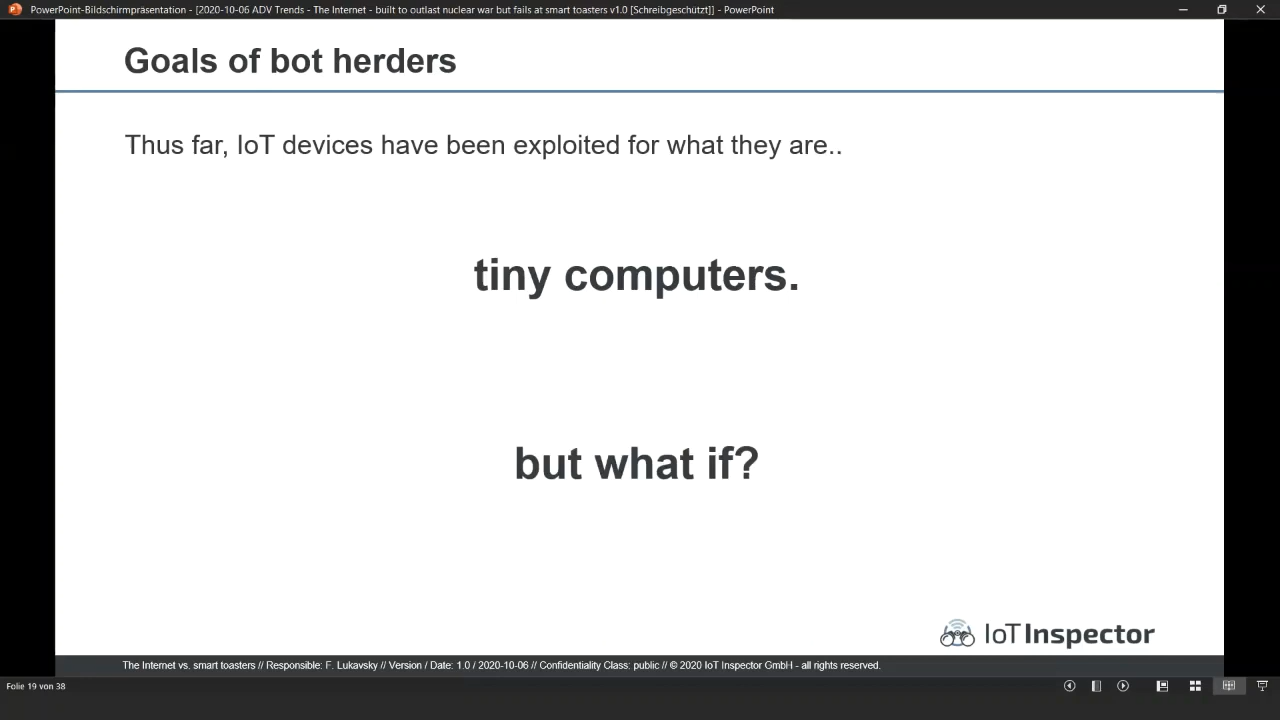 PowerPoint-Bildschirmpräsentation - [2020-10-06 ADV Trends - The Internet - built to outlast nuclear war but fails at smart toasters v1.0 [Schreibgeschützt]] - PowerPoint
Goals of bot herders
Thus far, IoT devices have been exploited for what they are..
tiny computers.
but what if?
IoT Inspector
The Internet vs. smart toasters // Responsible: F. Lukavsky // Version / Date: 1.0 / 2020-10-06 // Confidentiality Class: public // © 2020 IoT Inspector GmbH - all rights reserved.
Folie 19 von 38